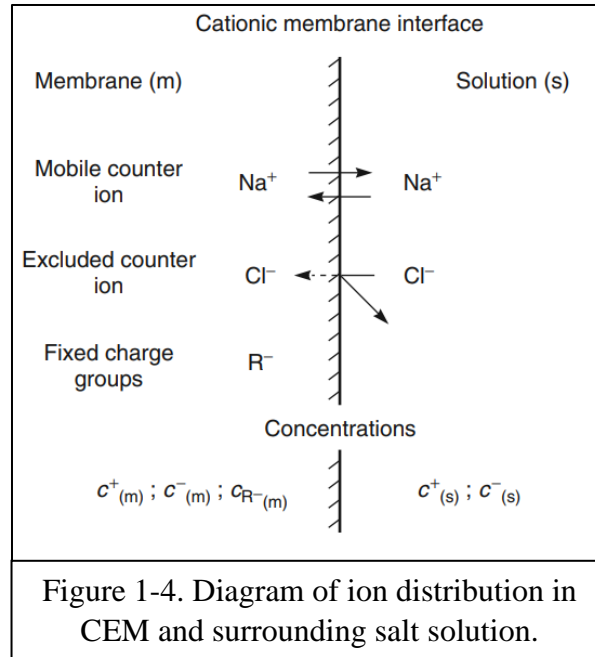 Cationic membrane interface
Membrane (m)
Solution (s)
Mobile counter
ion
Na⁺
Na⁺
Excluded counter
ion
Cl⁻
Cl⁻
Fixed charge
groups
R⁻
Concentrations
c⁺(m) ; c⁻(m) ; cR⁻(m)
c⁺(s) ; c⁻(s)
Figure 1-4. Diagram of ion distribution in
CEM and surrounding salt solution.